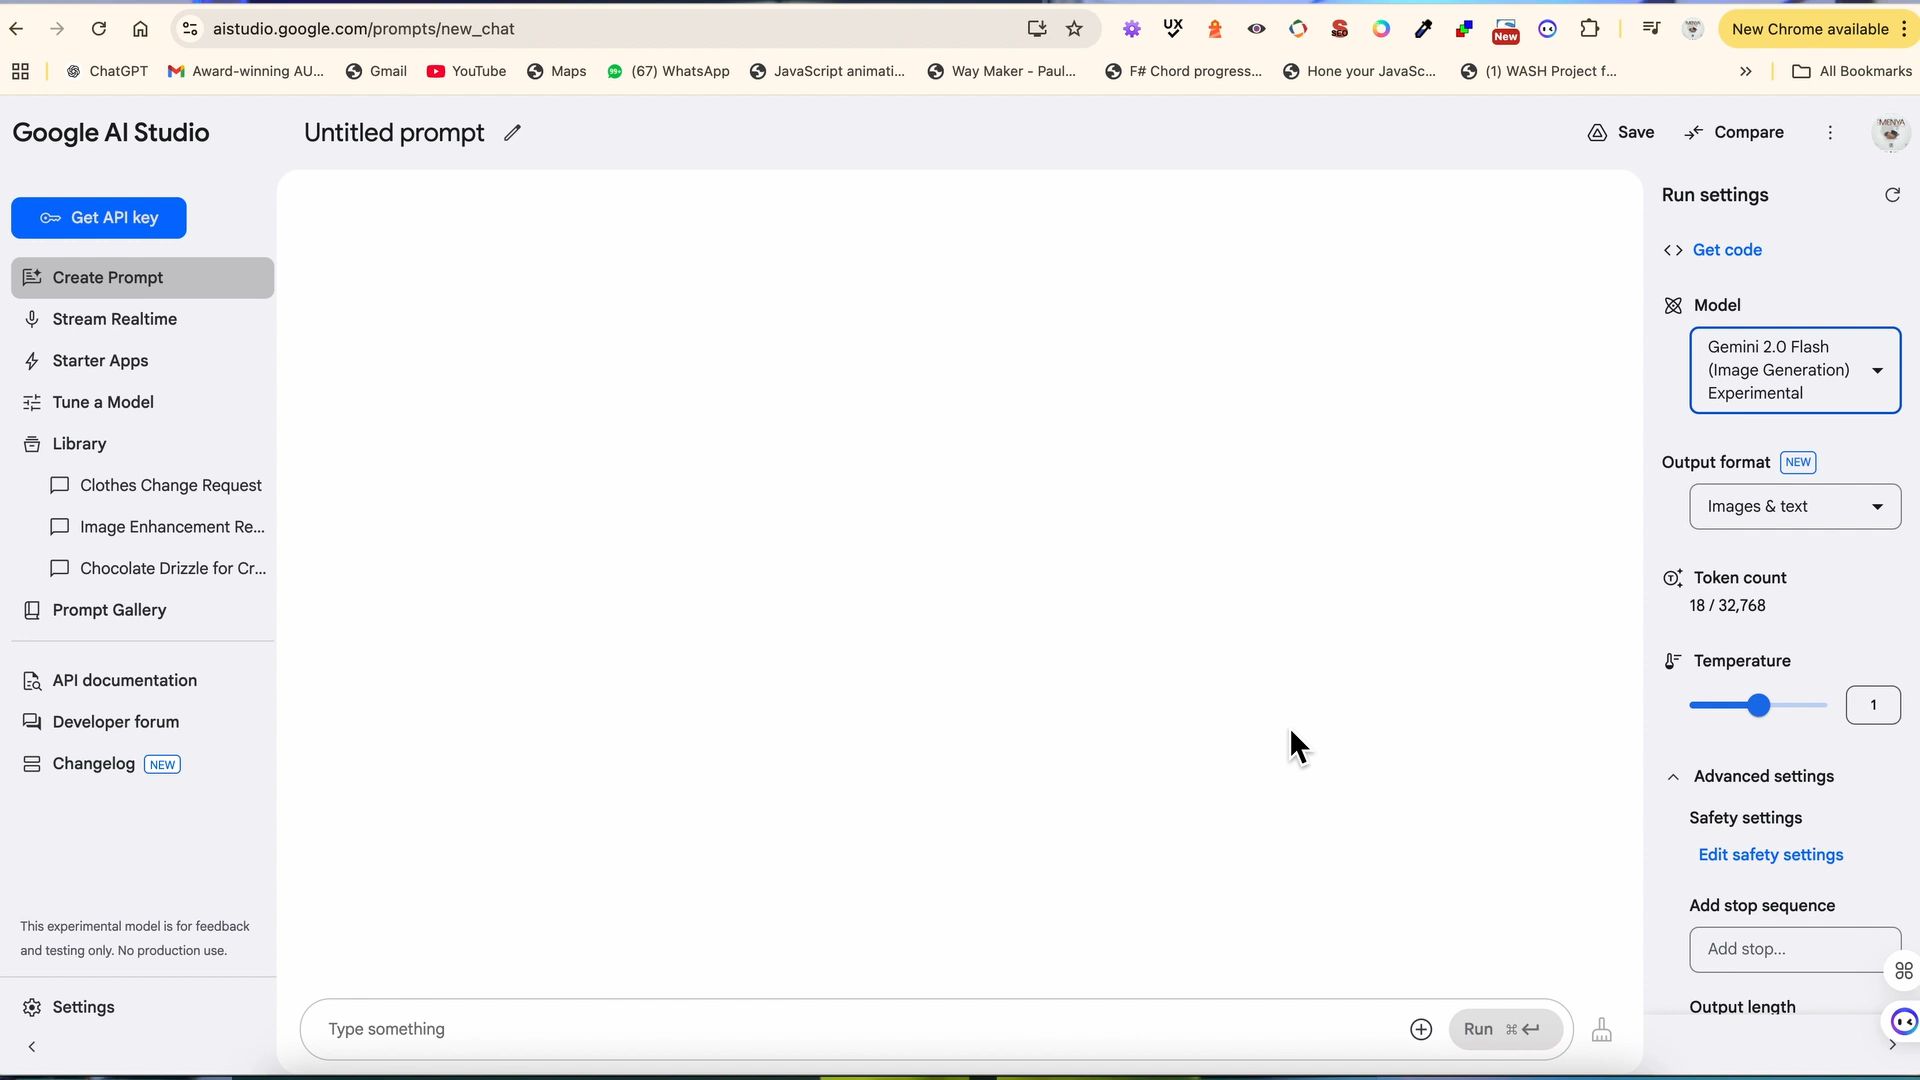 aistudio.google.com/prompts/new_chat
UX
SEO
New
New Chrome available
ChatGPT
Award-winning AU...
Gmail
YouTube
Maps
99+
(67) WhatsApp
JavaScript animati...
Way Maker - Paul...
F# Chord progress...
Hone your JavaSc...
(1) WASH Project f...
All Bookmarks
Google AI Studio
Untitled prompt
Save
Compare
MENYA
Get API key
Create Prompt
Stream Realtime
Starter Apps
Tune a Model
Library
Clothes Change Request
Image Enhancement Re...
Chocolate Drizzle for Cr...
Prompt Gallery
API documentation
Developer forum
Changelog NEW
This experimental model is for feedback
and testing only. No production use.
Settings
Type something
Run ⌘
Run settings
Get code
Model
Gemini 2.0 Flash
(Image Generation)
Experimental
Output format NEW
Images & text
Token count
18 / 32,768
Temperature
1
Advanced settings
Safety settings
Edit safety settings
Add stop sequence
Add stop...
Output length